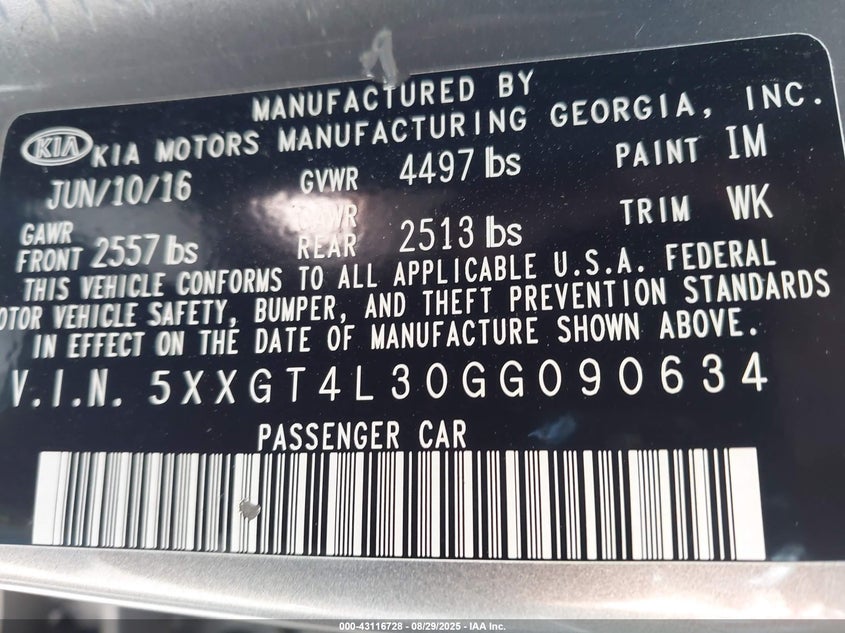 MANUFACTURED BY
KIA KIA MOTORS MANUFACTURING GEORGIA, INC.
JUN/10/16 GVWR 4497 lbs PAINT IM
GAWR FRONT 2557 lbs GAWR REAR 2513 lbs TRIM WK
THIS VEHICLE CONFORMS TO ALL APPLICABLE U.S.A. FEDERAL
OTOR VEHICLE SAFETY, BUMPER, AND THEFT PREVENTION STANDARDS
IN EFFECT ON THE DATE OF MANUFACTURE SHOWN ABOVE.
V.I.N. 5XXGT4L30GG090634
PASSENGER CAR
000-43116728 - 08/29/2025 - IAA Inc.